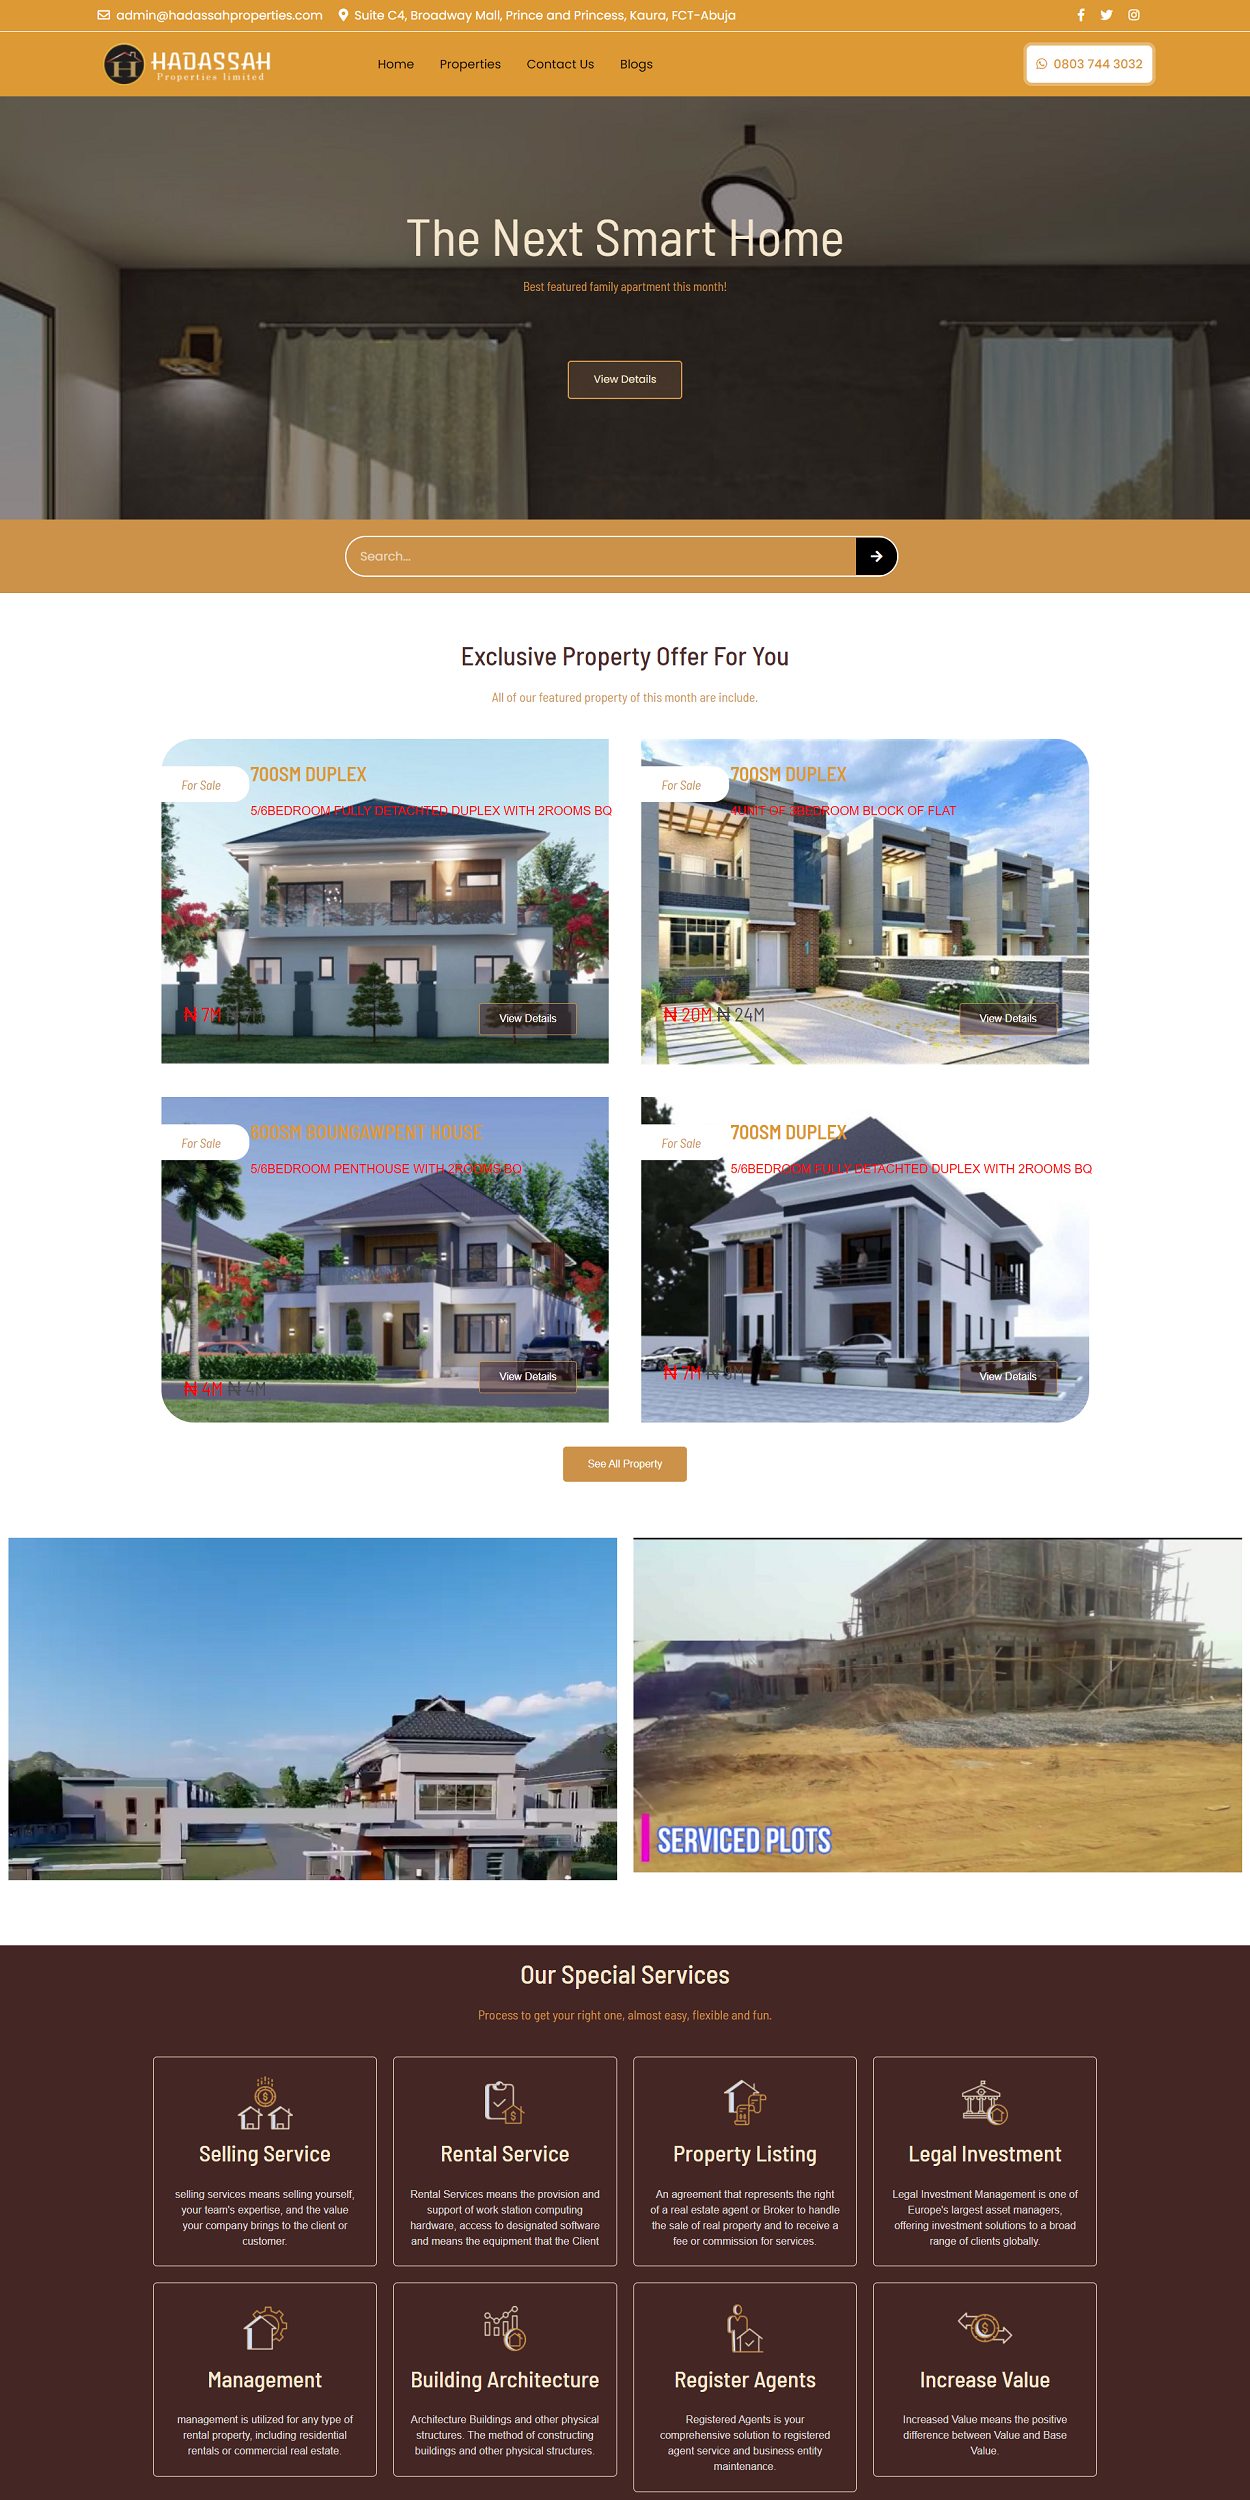 admin@hadassahproperties.com
Suite C4, Broadway Mall, Prince and Princess, Kaura, FCT-Abuja
HADASSAH
Properties limited
Home
Properties
Contact Us
Blogs
0803 744 3032
The Next Smart Home
Best featured family apartment this month!
View Details
Search...
Exclusive Property Offer For You
All of our featured property of this month are include.
For Sale
700SM DUPLEX
5/6BEDROOM FULLY DETACHTED DUPLEX WITH 2ROOMS BQ
₦ 7M
View Details
For Sale
700SM DUPLEX
4UNIT OF 3BEDROOM BLOCK OF FLAT
1
2
₦ 20M ₦ 24M
View Details
For Sale
600SM BOUNGAWPENT HOUSE
5/6BEDROOM PENTHOUSE WITH 2ROOMS BQ
₦ 4M ₦ 4M
View Details
For Sale
700SM DUPLEX
5/6BEDROOM FULLY DETACHTED DUPLEX WITH 2ROOMS BQ
₦ 7M
View Details
See All Property
SERVICED PLOTS
Our Special Services
Process to get your right one, almost easy, flexible and fun.
Selling Service
selling services means selling yourself,
your team's expertise, and the value
your company brings to the client or
customer.
Rental Service
Rental Services means the provision and
support of work station computing
hardware, access to designated software
and means the equipment that the Client
Property Listing
An agreement that represents the right
of a real estate agent or Broker to handle
the sale of real property and to receive a
fee or commission for services.
Legal Investment
Legal Investment Management is one of
Europe's largest asset managers,
offering investment solutions to a broad
range of clients globally.
Management
management is utilized for any type of
rental property, including residential
rentals or commercial real estate.
Building Architecture
Architecture Buildings and other physical
structures. The method of constructing
buildings and other physical structures.
Register Agents
Registered Agents is your
comprehensive solution to registered
agent service and business entity
maintenance.
Increase Value
Increased Value means the positive
difference between Value and Base
Value.